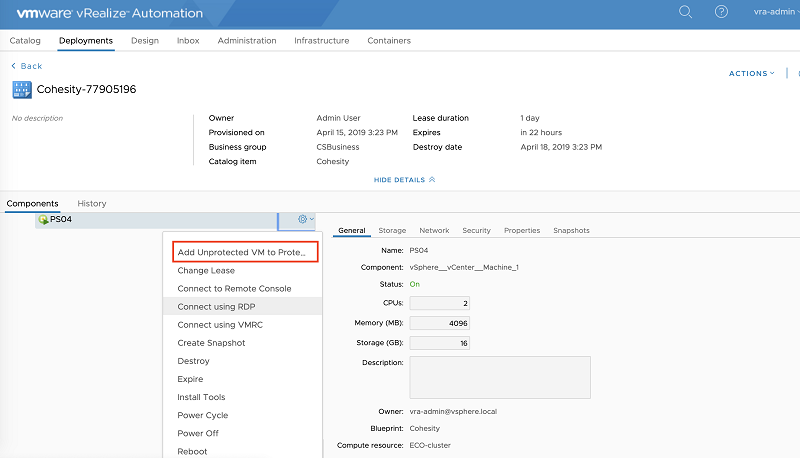 vmware vRealize Automation
vra-admin
Catalog Deployments Design Inbox Administration Infrastructure Containers
Back
ACTIONS
Cohesity-77905196
No description
Owner Admin User Lease duration 1 day
Provisioned on April 15, 2019 3:23 PM Expires in 22 hours
Business group CSBusiness Destroy date April 18, 2019 3:23 PM
Catalog item Cohesity
HIDE DETAILS
Components History
PS04
Add Unprotected VM to Prote...
Change Lease
Connect to Remote Console
Connect using RDP
Connect using VMRC
Create Snapshot
Destroy
Expire
Install Tools
Power Cycle
Power Off
Reboot
General Storage Network Security Properties Snapshots
Name: PS04
Component: vSphere__vCenter__Machine_1
Status: On
CPUs: 2
Memory (MB): 4096
Storage (GB): 16
Description:
Owner: vra-admin@vsphere.local
Blueprint: Cohesity
Compute resource: ECO-cluster